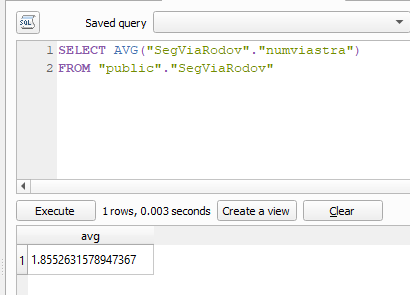 SQL
Saved query
1 SELECT AVG("SegViaRodov"."numviastra")
2 FROM "public"."SegViaRodov"
Execute 1 rows, 0.003 seconds Create a view Clear
avg
1 1.8552631578947367